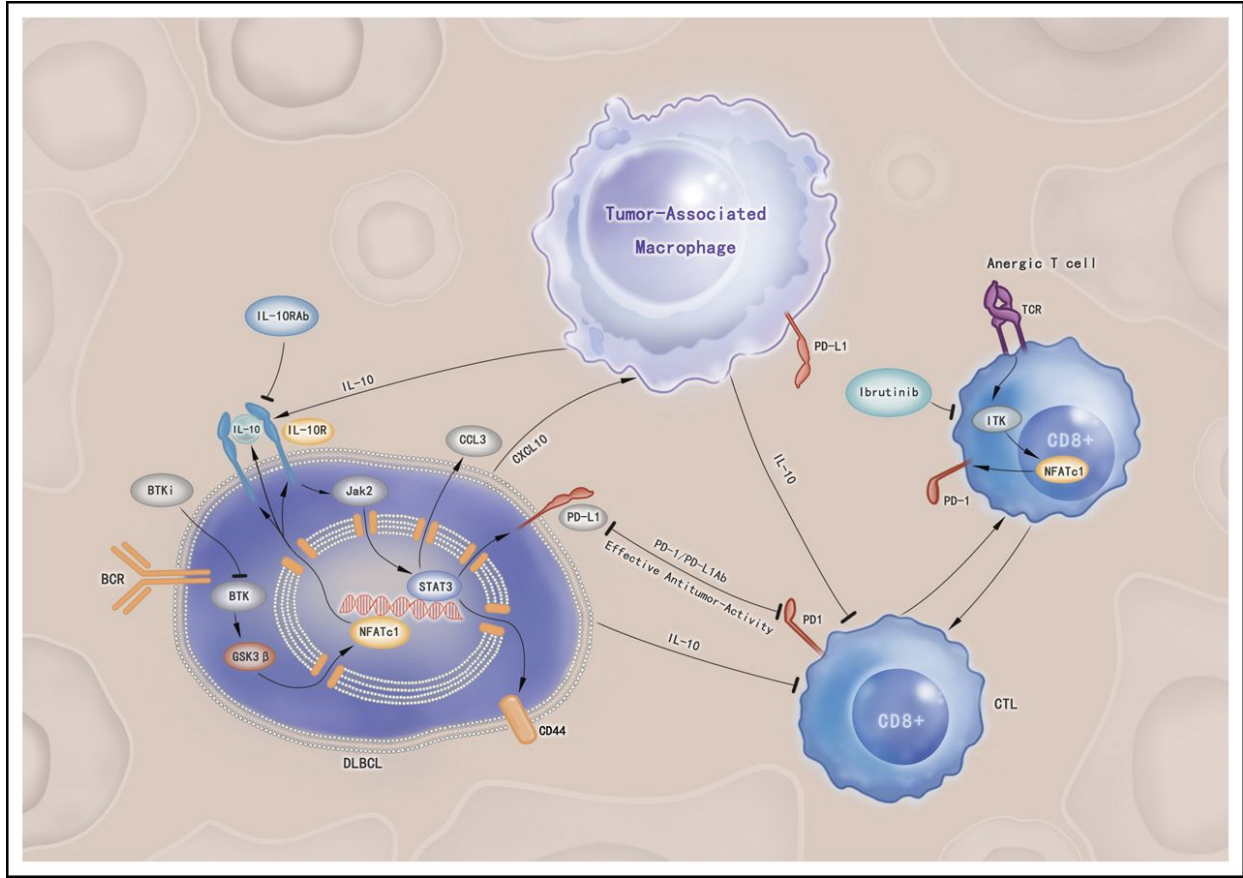 Tumor-Associated
Macrophage
Anergic T cell
TCR
IL-10RAb
PD-L1
IL-10
Ibrutinib
ITK
CD8+
NFATc1
PD-1
IL-10
IL-10R
CCL3
CXCL10
IL-10
BTKi
Jak2
PD-L1
PD-1/PD-L1Ab
Effective Antitumor-Activity
BCR
BTK
STAT3
PD1
NFATc1
IL-10
GSK3 β
CD8+
CTL
CD44
DLBCL